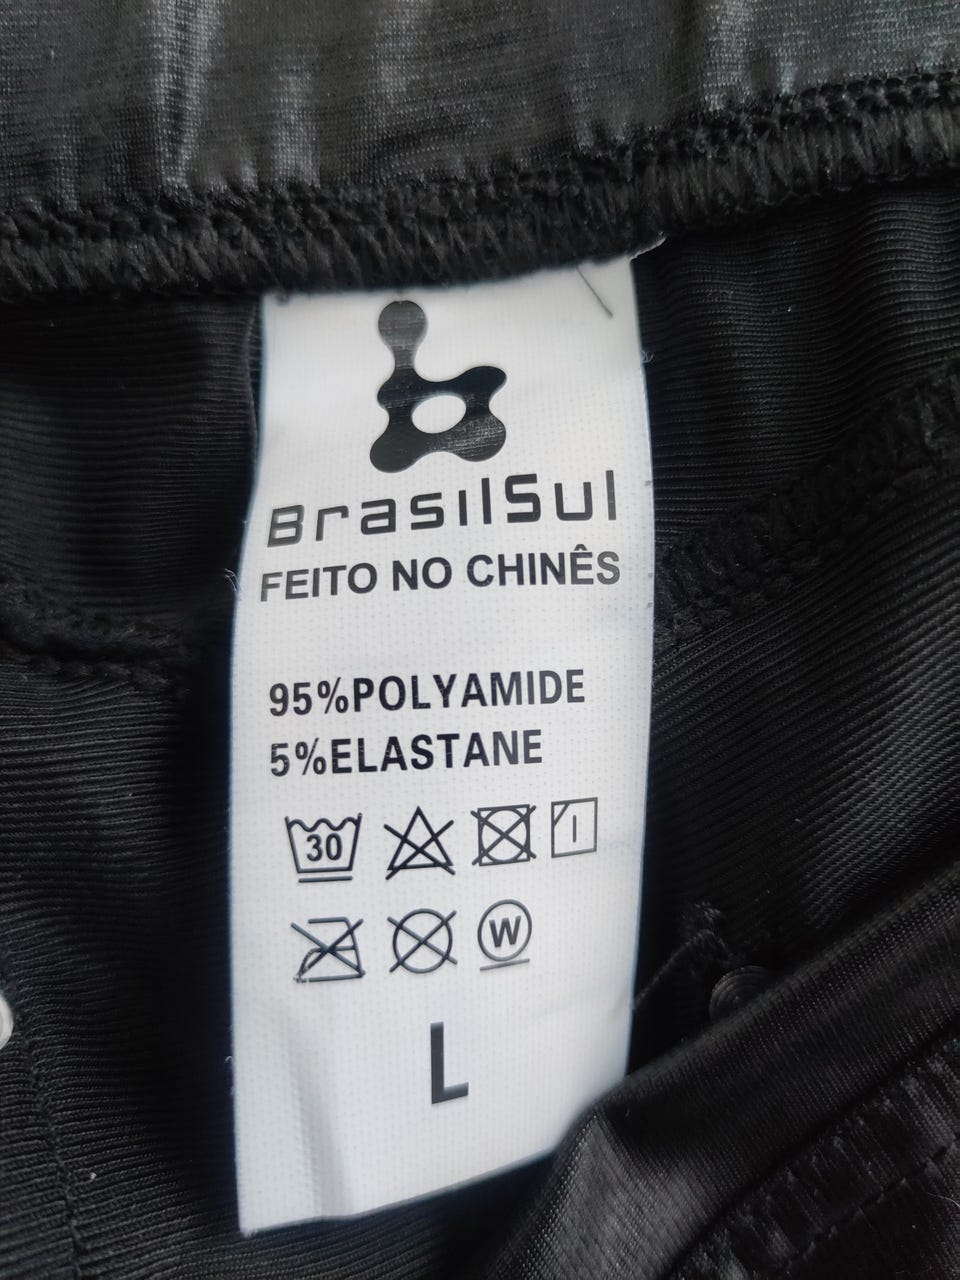 BrasilSul
FEITO NO CHINÊS
95%POLYAMIDE
5%ELASTANE
30
W
L